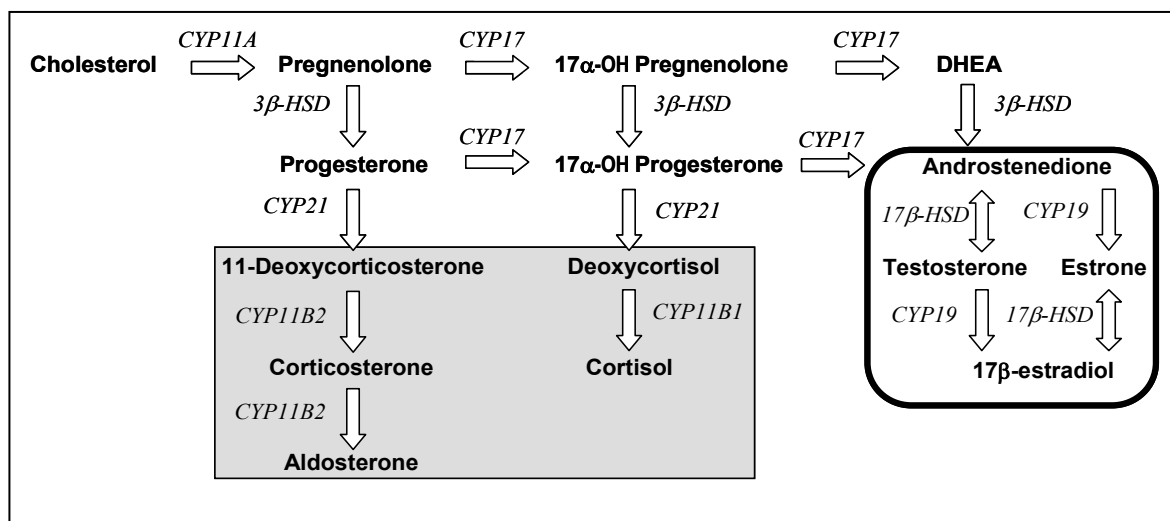 CYP11A CYP17 CYP17
Cholesterol Pregnenolone 17α-OH Pregnenolone DHEA
3β-HSD 3β-HSD 3β-HSD
CYP17 CYP17
Progesterone 17α-OH Progesterone Androstenedione
CYP21 CYP21 17β-HSD CYP19
11-Deoxycorticosterone Deoxycortisol Testosterone Estrone
CYP11B2 CYP11B1 CYP19 17β-HSD
Corticosterone Cortisol 17β-estradiol
CYP11B2
Aldosterone